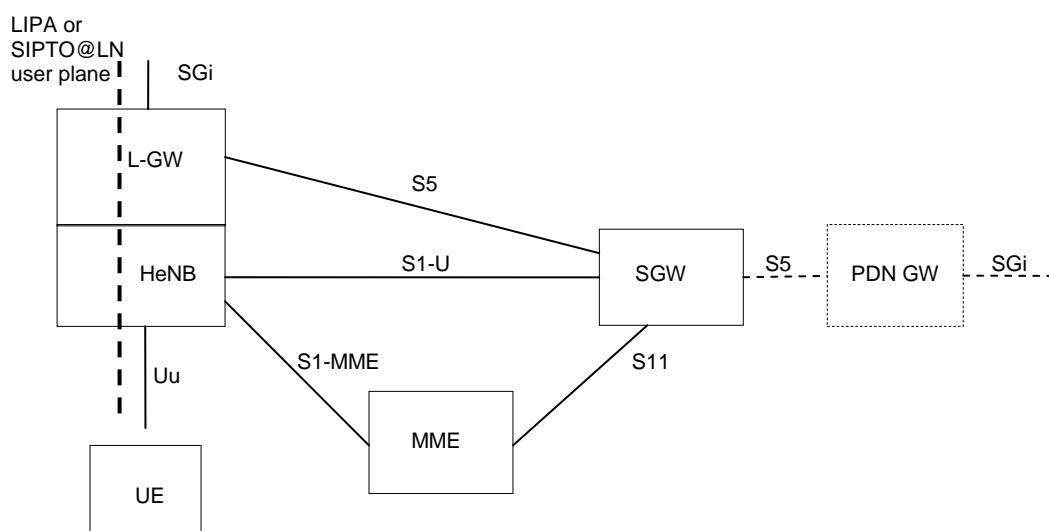 LIPA or
SIPTO@LN
user plane
SGi
L-GW
S5
HeNB
S1-U
SGW
S5
PDN GW
SGi
Uu
S1-MME
S11
MME
UE